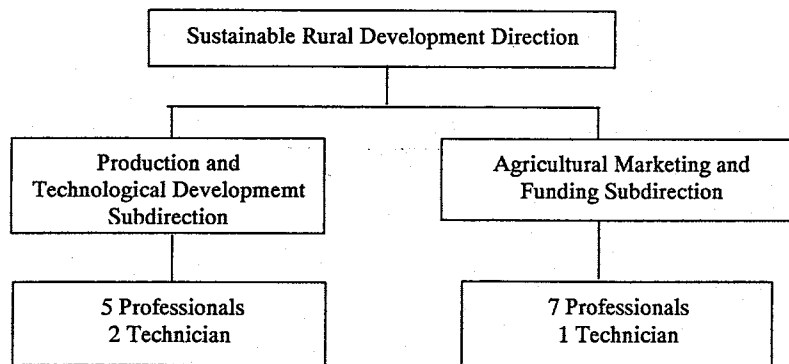 Sustainable Rural Development Direction
Production and
Technological Developmemt
Subdirection
Agricultural Marketing and
Funding Subdirection
5 Professionals
2 Technician
7 Professionals
1 Technician